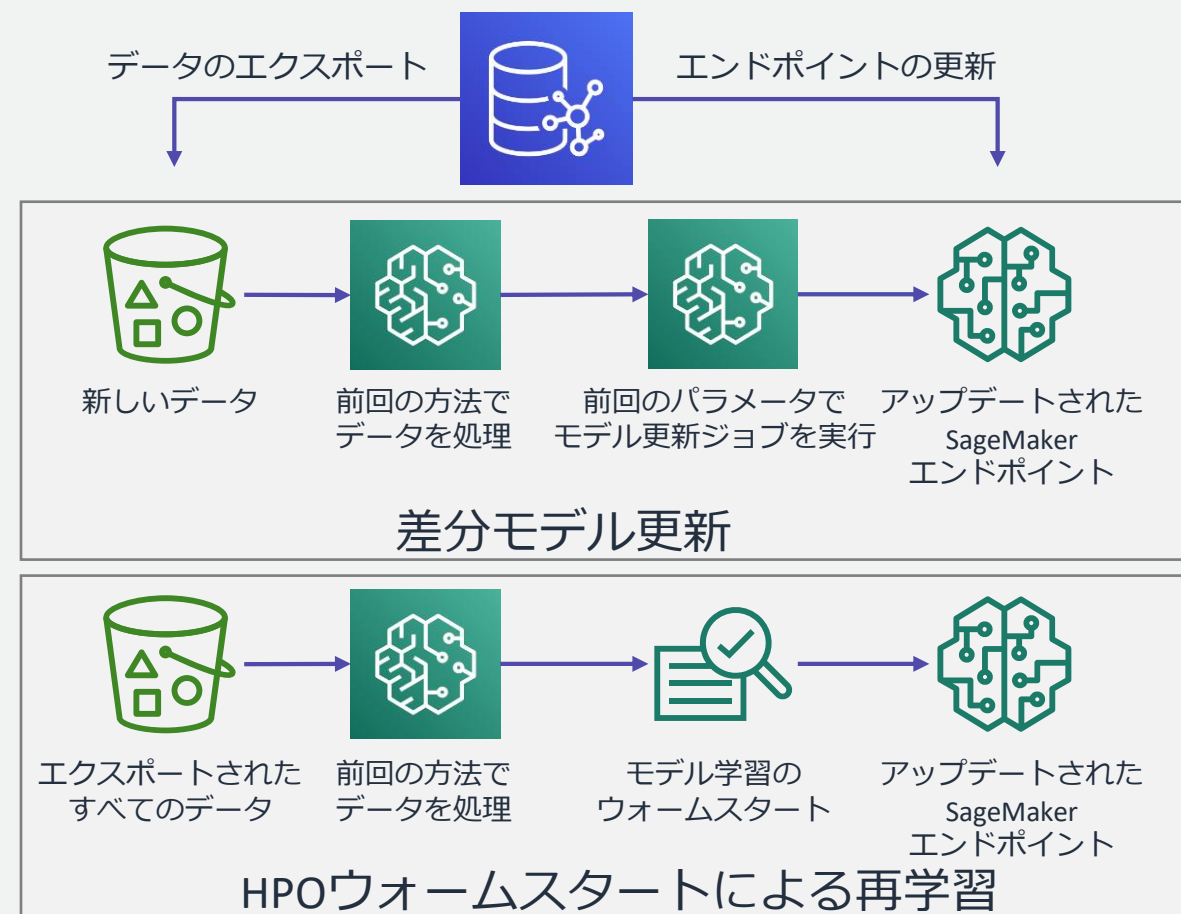 データのエクスポート
エンドポイントの更新
新しいデータ
前回の方法で
データを処理
前回のパラメータで
モデル更新ジョブを実行
アップデートされた
SageMaker
エンドポイント
差分モデル更新
エクスポートされた
すべてのデータ
前回の方法で
データを処理
モデル学習の
ウォームスタート
アップデートされた
SageMaker
エンドポイント
HPOウォームスタートによる再学習